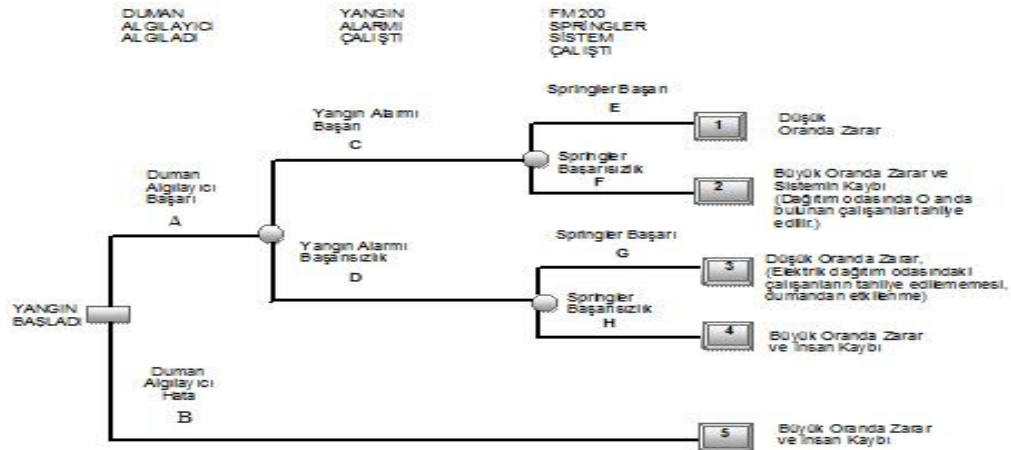 DUMAN
ALGILAYICI
ALGILADI
YANGIN
ALARMI
ÇALIŞTI
FM200
SPRİNGLER
SİSTEM
ÇALIŞTI
Springler Başarı
E
1
Düşük
Oranda Zarar
Yangın Alarmı
Başarı
C
Springler
Başarısızlık
F
2
Büyük Oranda Zarar ve
Sistemin Kaybı
(Dağıtım odasında O anda
bulunan çalışanlar tahliye
edilir.)
Duman
Algılayıcı
Başarı
A
Yangın Alarmı
Başarısızlık
D
Springler Başarı
G
3
Düşük Oranda Zarar,
(Elektrik dağıtım odasındaki
çalışanların tahliye edilememesi,
dumandan etkilenme)
Springler
Başarısızlık
H
4
Büyük Oranda Zarar
ve İnsan Kaybı
YANGIN
BAŞLADI
Duman
Algılayıcı
Hata
B
5
Büyük Oranda Zarar
ve İnsan Kaybı